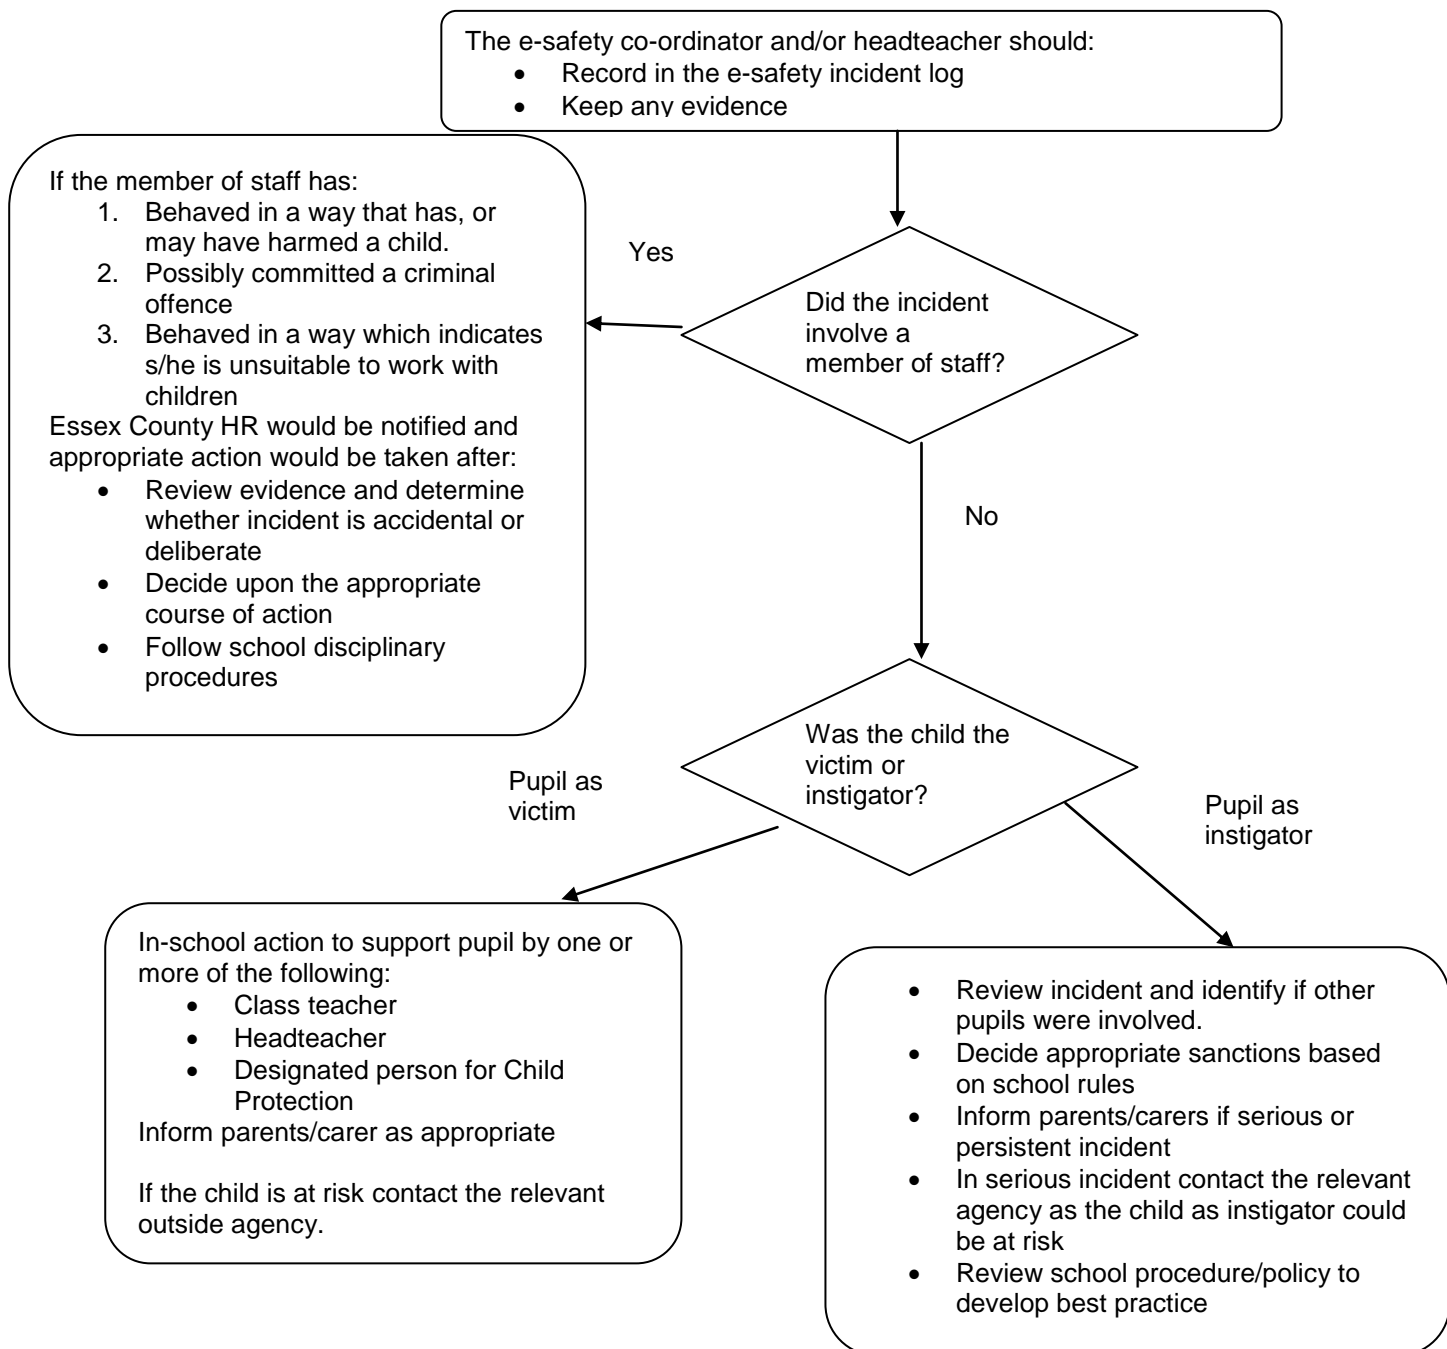 The e-safety co-ordinator and/or headteacher should:
• Record in the e-safety incident log
• Keep any evidence
If the member of staff has:
1. Behaved in a way that has, or
may have harmed a child.
2. Possibly committed a criminal
offence
3. Behaved in a way which indicates
s/he is unsuitable to work with
children
Essex County HR would be notified and
appropriate action would be taken after:
• Review evidence and determine
whether incident is accidental or
deliberate
• Decide upon the appropriate
course of action
• Follow school disciplinary
procedures
Yes
Did the incident
involve a
member of staff?
No
Was the child the
victim or
instigator?
Pupil as
victim
Pupil as
instigator
In-school action to support pupil by one or
more of the following:
• Class teacher
• Headteacher
• Designated person for Child
Protection
Inform parents/carer as appropriate
If the child is at risk contact the relevant
outside agency.
• Review incident and identify if other
pupils were involved.
• Decide appropriate sanctions based
on school rules
• Inform parents/carers if serious or
persistent incident
• In serious incident contact the relevant
agency as the child as instigator could
be at risk
• Review school procedure/policy to
develop best practice